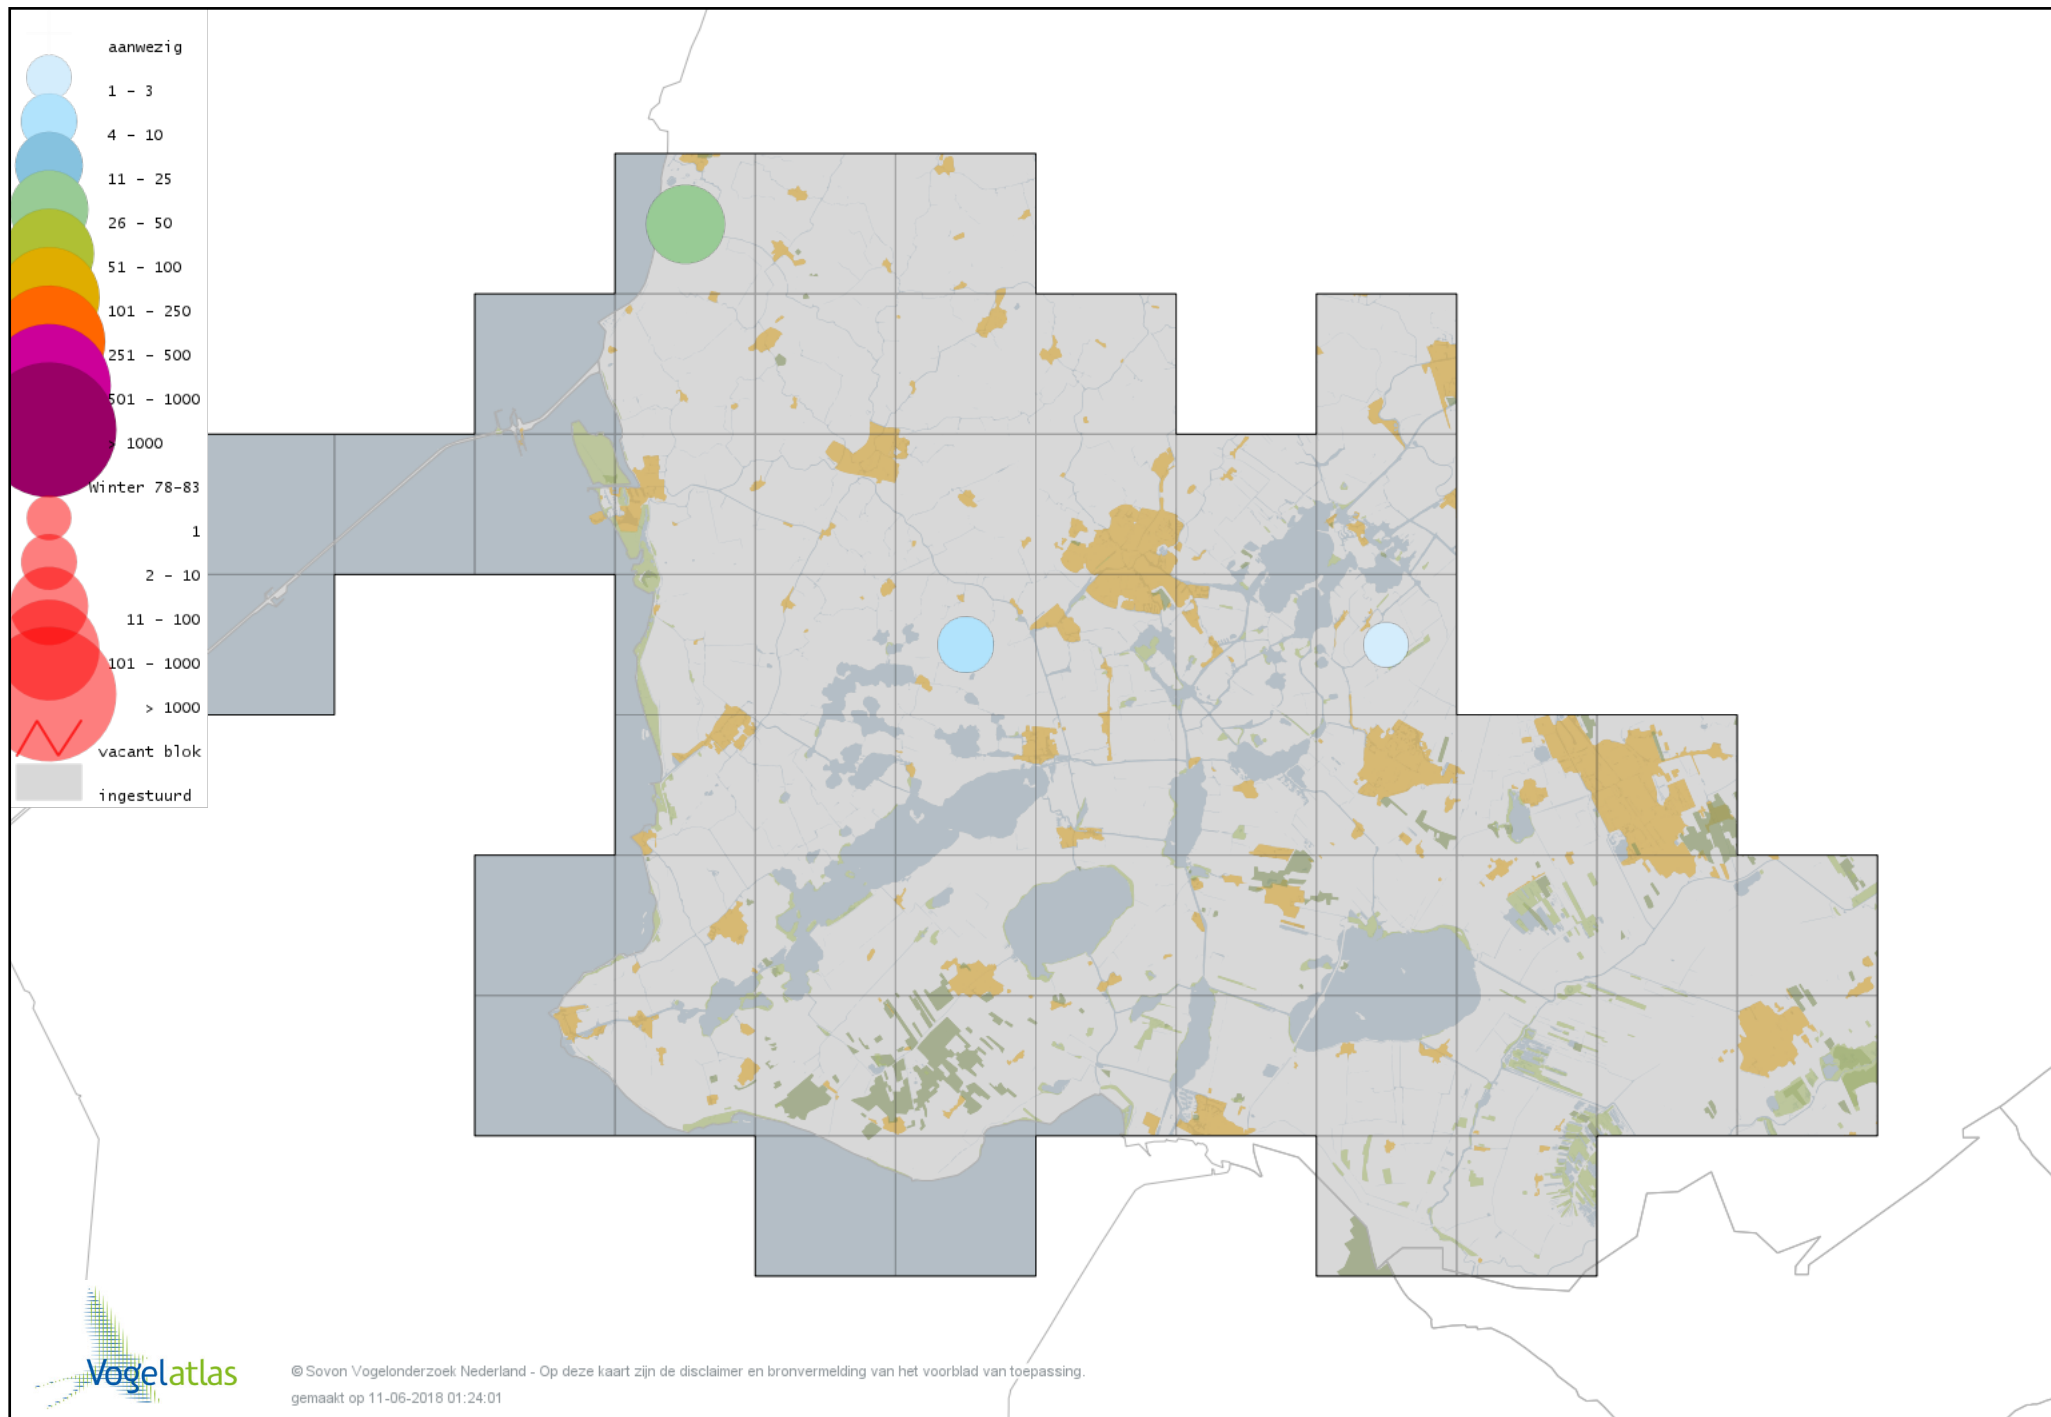 aanwezig
1 - 3
4 - 10
11 - 25
26 - 50
51 - 100
101 - 250
251 - 500
501 - 1000
> 1000
Winter 78-83
1
2 - 10
11 - 100
101 - 1000
> 1000
vacant blok
ingestuurd
Vogelatlas
© Sovon Vogelonderzoek Nederland - Op deze kaart zijn de disclaimer en bronvermelding van het voorblad van toepassing.
gemaakt op 11-06-2018 01:24:01